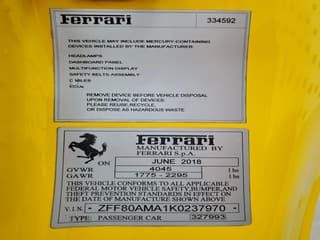 Ferrari 334592
THIS VEHICLE MAY INCLUDE MERCURY-CONTAINING
DEVICES INSTALLED BY THE MANUFACTURER:
HEADLAMPS
DASHBOARD PANEL
MULTIFUNCTION DISPLAY
SAFETY BELTS ASSEMBLY
REMOVE DEVICE BEFORE VEHICLE DISPOSAL
UPON REMOVAL OF DEVICES:
PLEASE REUSE, RECYCLE,
OR DISPOSE AS HAZARDOUS WASTE
Ferrari
MANUFACTURED BY
FERRARI S.p.A.
ON JUNE 2018
GVWR 4045 lbs
GAWR 1775 - 2295 lbs
THIS VEHICLE CONFORMS TO ALL APPLICABLE
FEDERAL MOTOR VEHICLE SAFETY, BUMPER, AND
THEFT PREVENTION STANDARDS IN EFFECT ON
THE DATE OF MANUFACTURE SHOWN ABOVE
V.I.N. * ZFF80AMA1K0237970 *
TYPE: PASSENGER CAR 327993